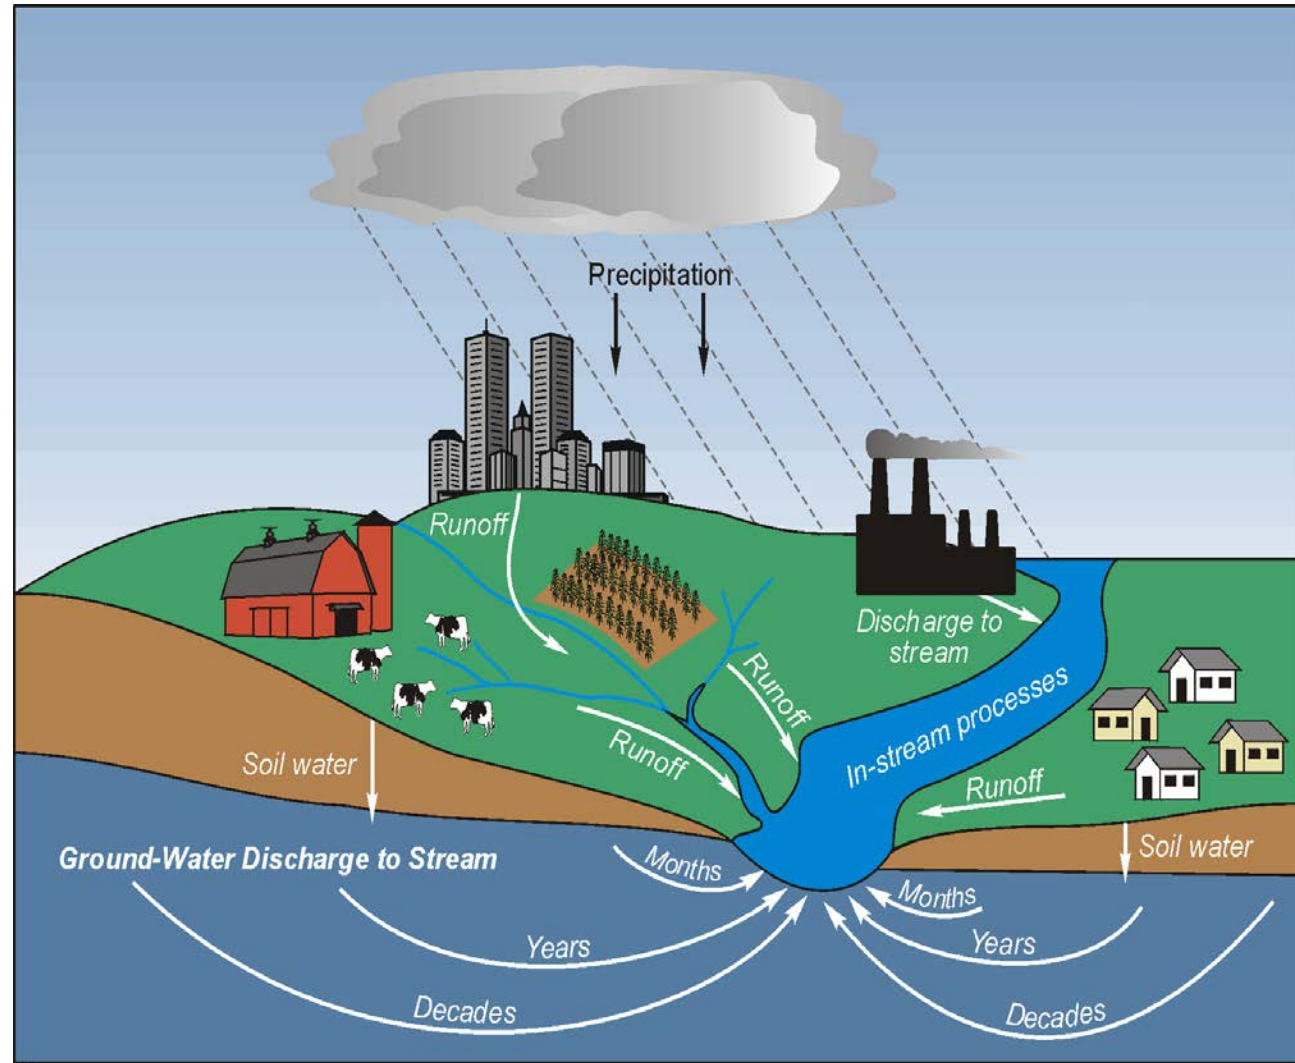 Precipitation
Runoff
Discharge to
stream
Runoff
In-stream processes
Runoff
Soil water
Runoff
Soil water
Ground-Water Discharge to Stream
Months
Months
Years
Years
Decades
Decades